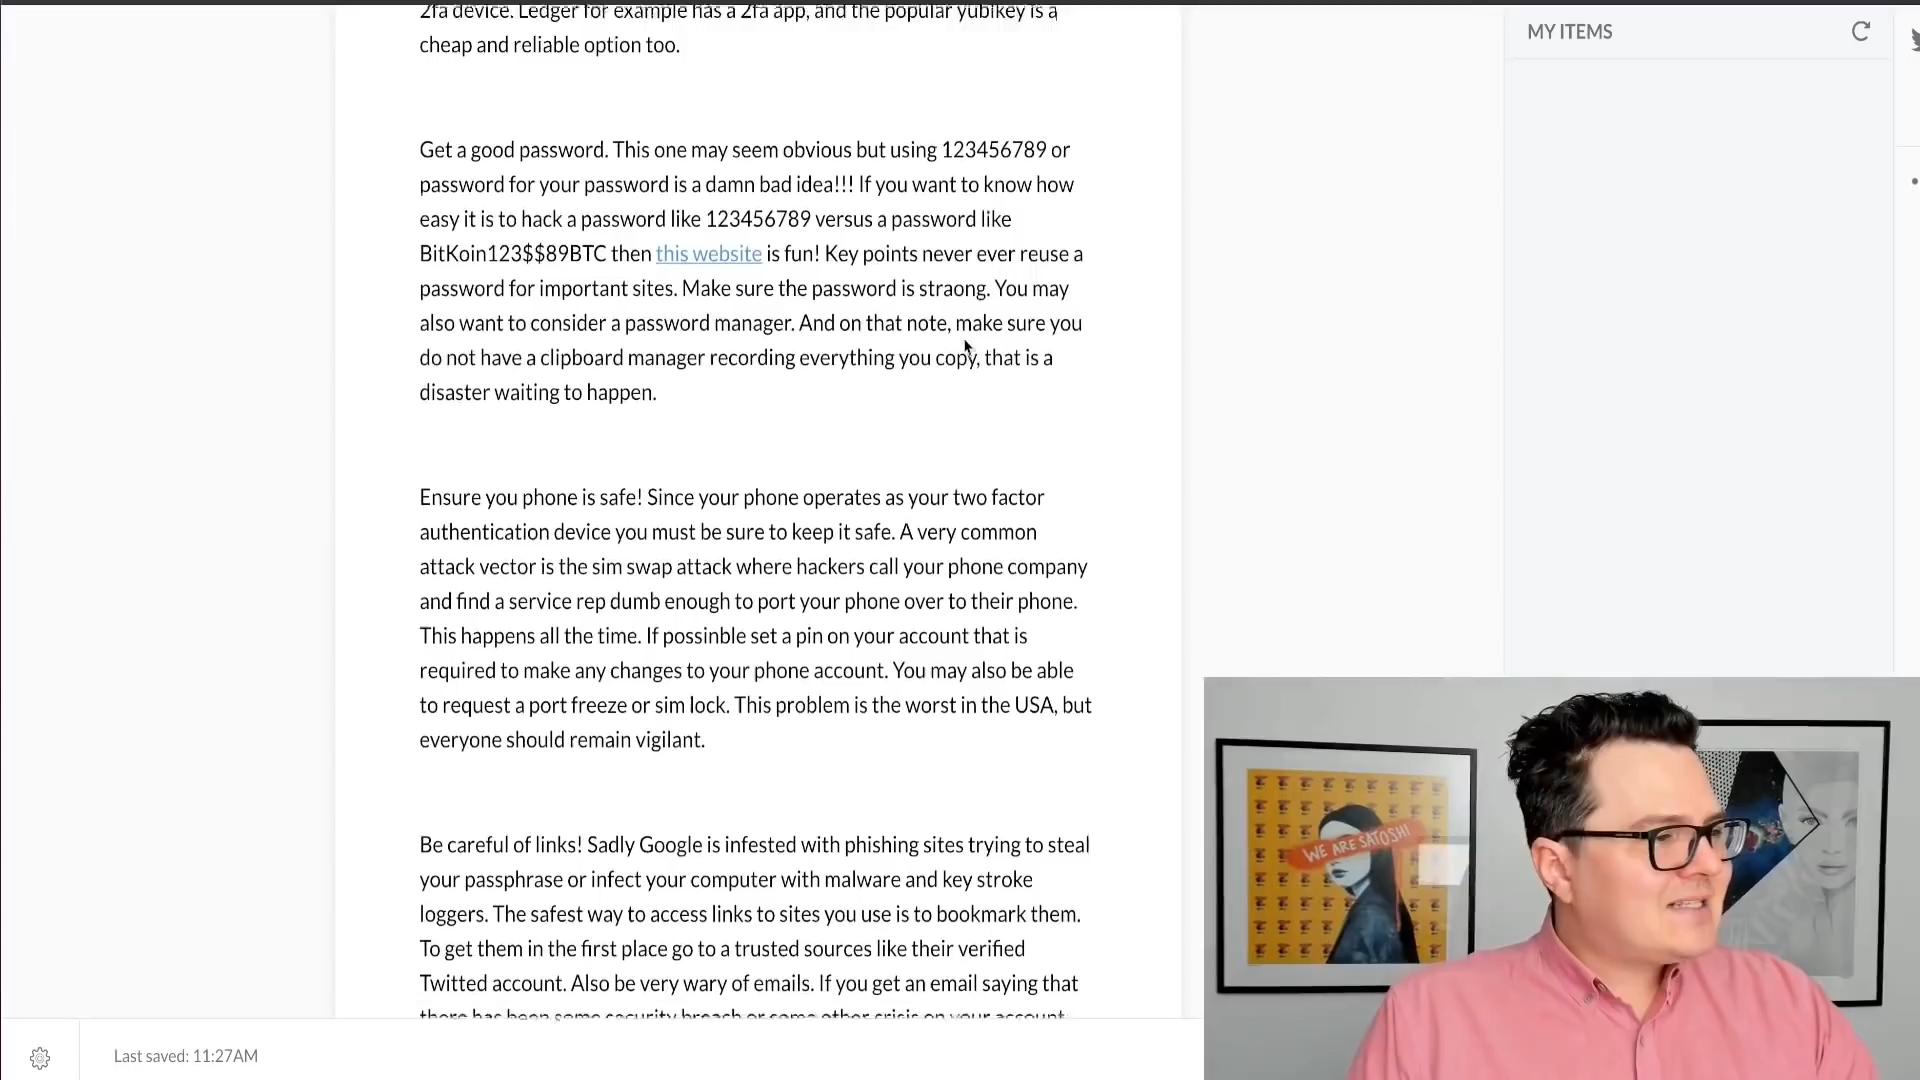 2fa device. Ledger for example has a 2fa app, and the popular yubikey is a
cheap and reliable option too.
MY ITEMS
Get a good password. This one may seem obvious but using 123456789 or
password for your password is a damn bad idea!!! If you want to know how
easy it is to hack a password like 123456789 versus a password like
BitKoin123$$89BTC then this website is fun! Key points never ever reuse a
password for important sites. Make sure the password is straong. You may
also want to consider a password manager. And on that note, make sure you
do not have a clipboard manager recording everything you copy, that is a
disaster waiting to happen.
Ensure you phone is safe! Since your phone operates as your two factor
authentication device you must be sure to keep it safe. A very common
attack vector is the sim swap attack where hackers call your phone company
and find a service rep dumb enough to port your phone over to their phone.
This happens all the time. If possinble set a pin on your account that is
required to make any changes to your phone account. You may also be able
to request a port freeze or sim lock. This problem is the worst in the USA, but
everyone should remain vigilant.
Be careful of links! Sadly Google is infested with phishing sites trying to steal
your passphrase or infect your computer with malware and key stroke
loggers. The safest way to access links to sites you use is to bookmark them.
To get them in the first place go to a trusted sources like their verified
Twitted account. Also be very wary of emails. If you get an email saying that
there has been some security breach or some other crisis on your account
Last saved: 11:27AM
WE ARE SATOSHI